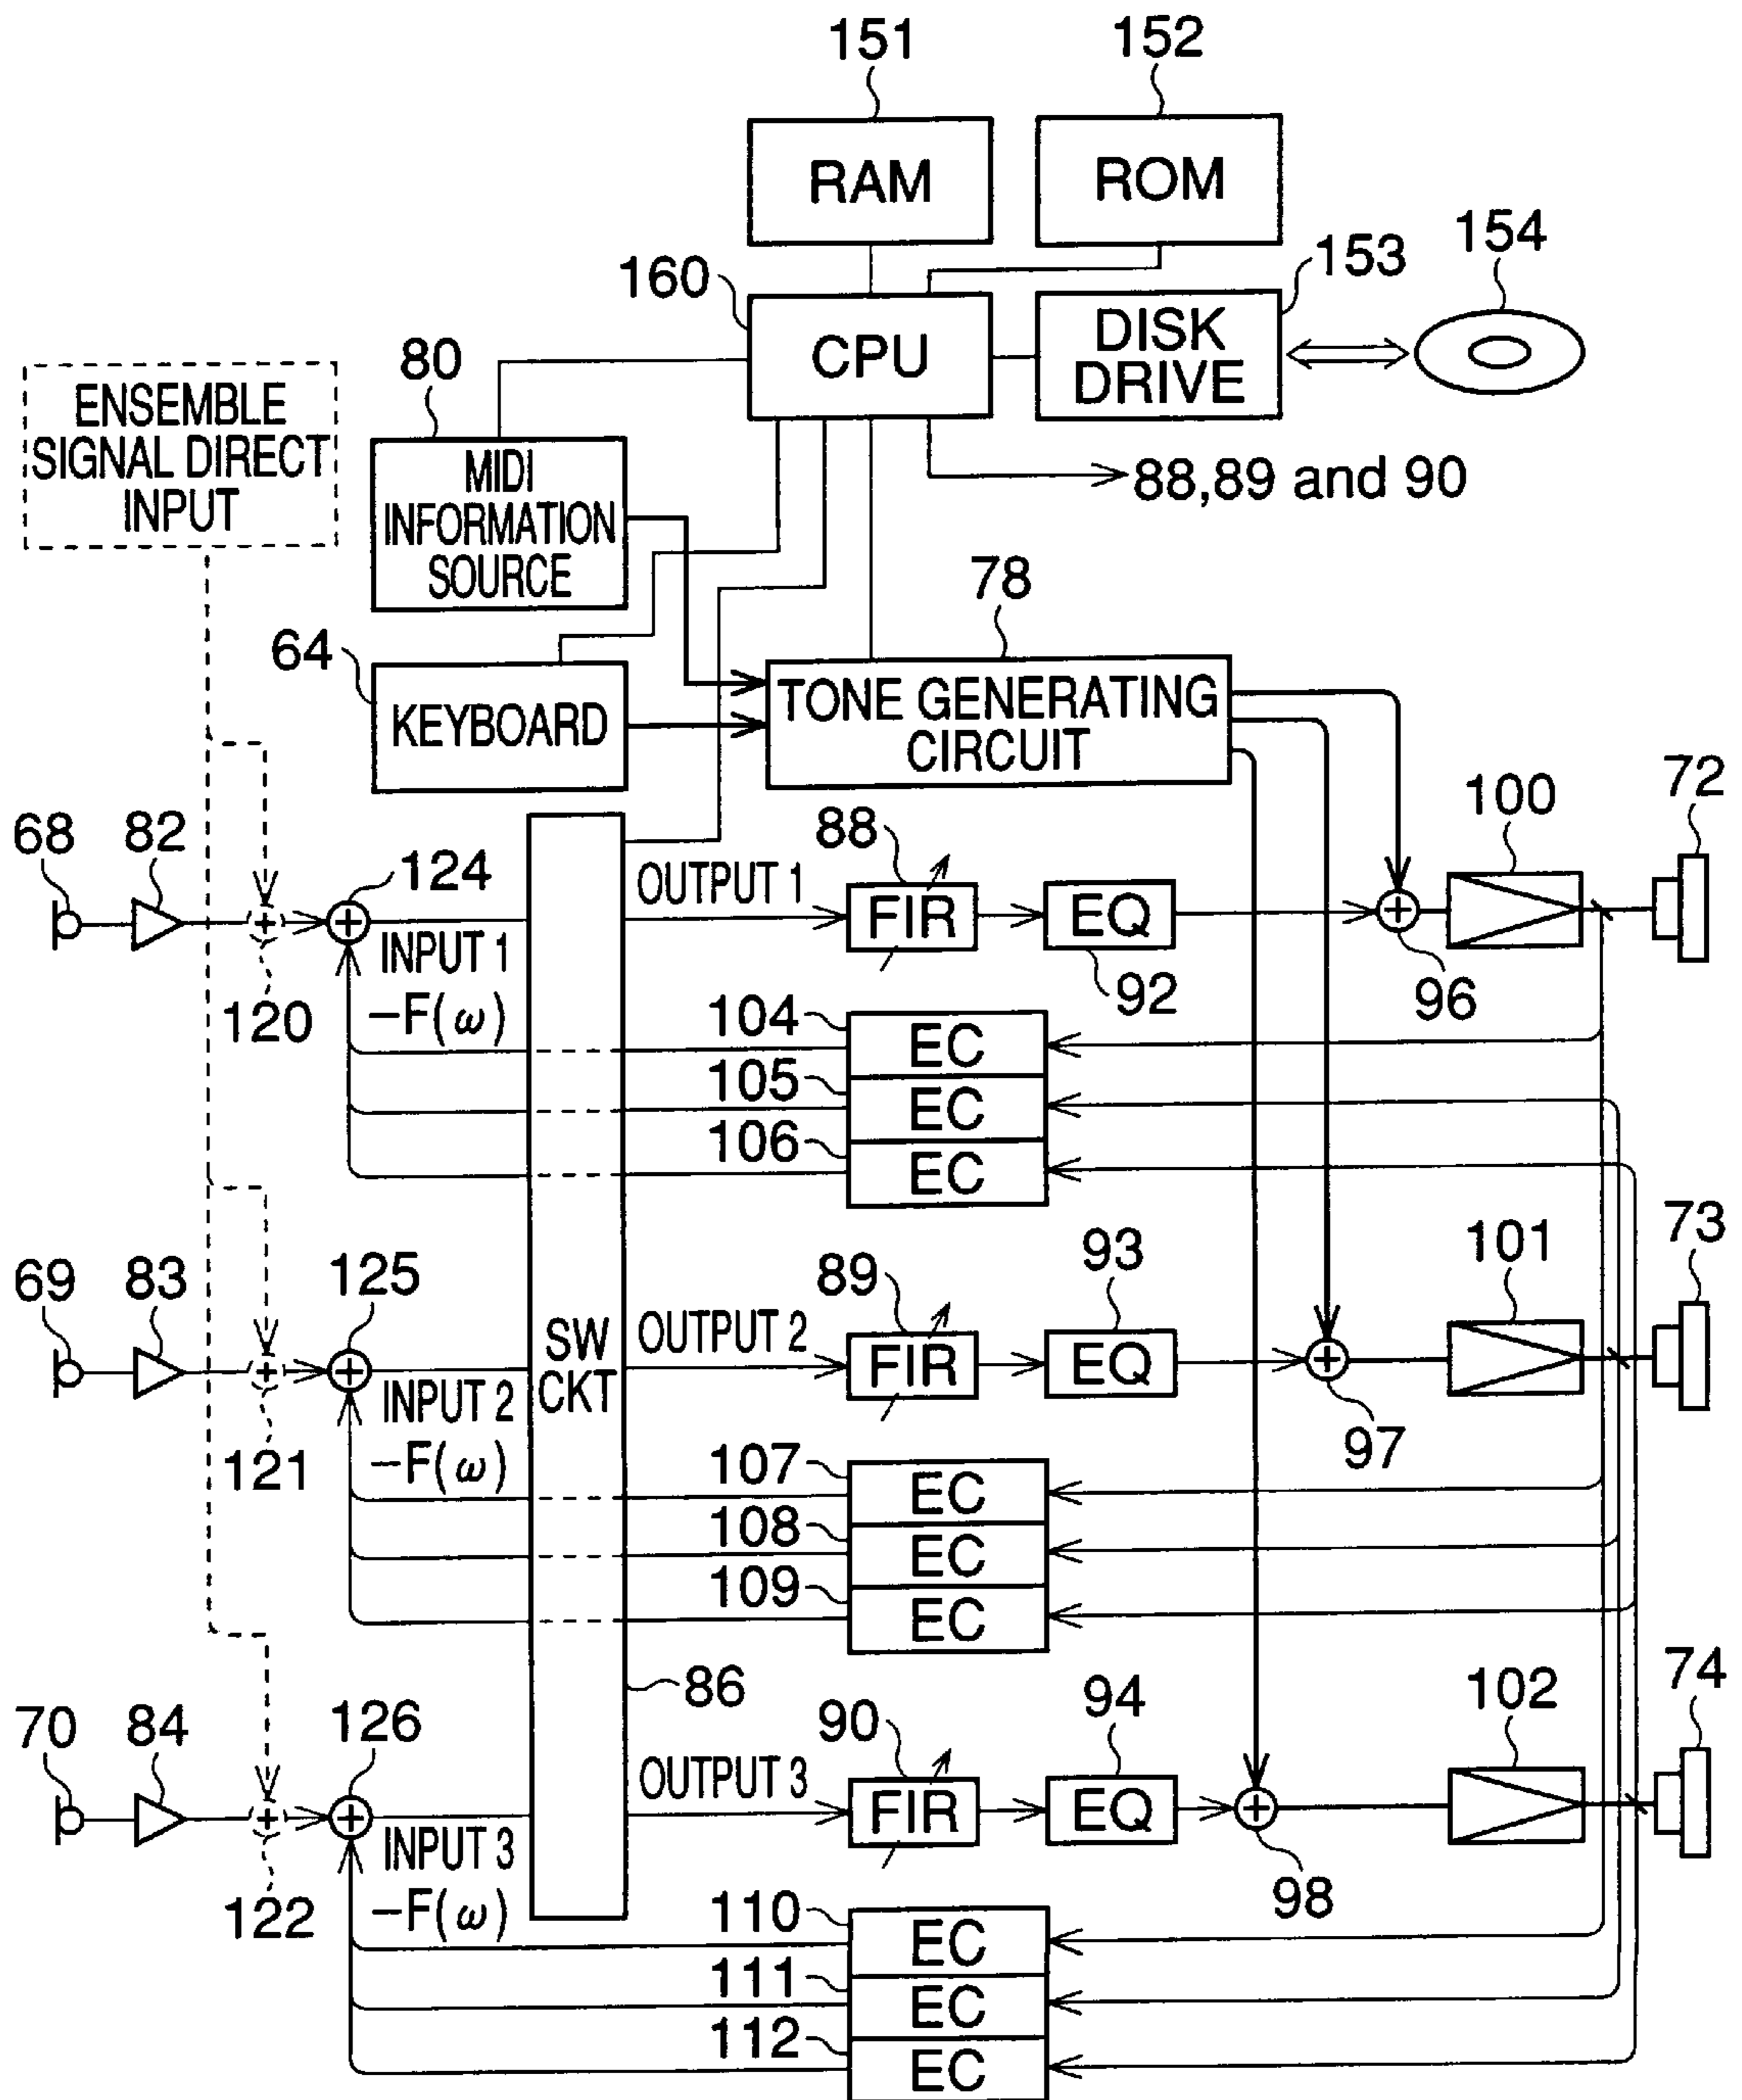 151
152
RAM
ROM
160
153
154
CPU
DISK
DRIVE
80
ENSEMBLE
SIGNAL DIRECT
INPUT
MIDI
INFORMATION
SOURCE
88,89 and 90
78
64
KEYBOARD
TONE GENERATING
CIRCUIT
72
100
68
82
124
88
OUTPUT 1
FIR
EQ
INPUT 1
120
−F(ω)
92
96
104
EC
105
EC
106
EC
73
101
69
83
125
89
93
SW
CKT
OUTPUT 2
FIR
EQ
INPUT 2
121
−F(ω)
97
107
EC
108
EC
109
EC
86
74
102
70
84
126
90
94
OUTPUT 3
FIR
EQ
INPUT 3
122
−F(ω)
98
110
EC
111
EC
112
EC